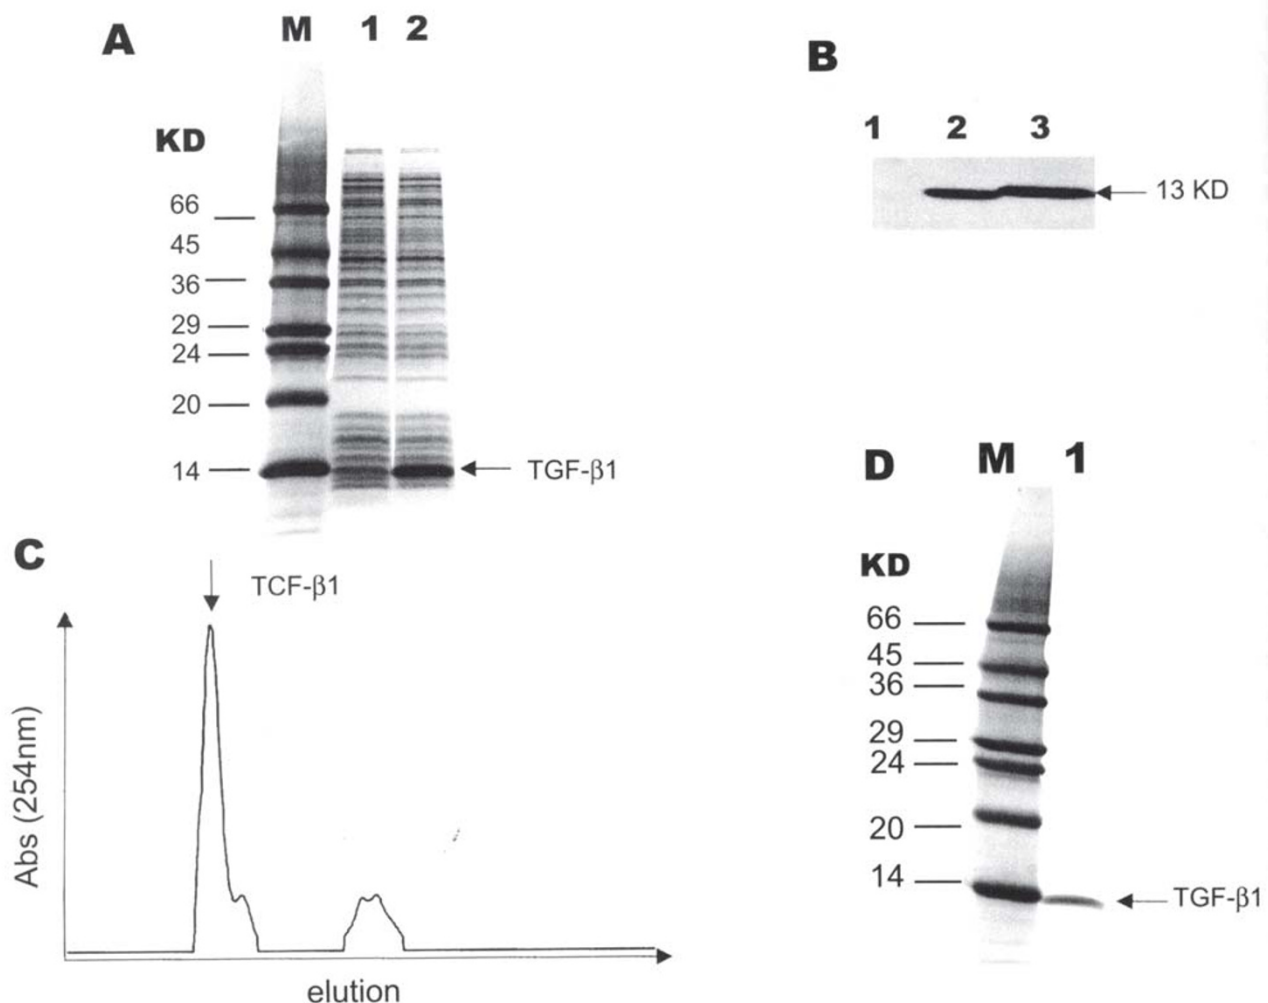 A
M 1 2
KD
66
45
36
29
24
20
14
TGF-β1
B
1 2 3
13 KD
C
TCF-β1
Abs (254nm)
elution
D
M 1
KD
66
45
36
29
24
20
14
TGF-β1